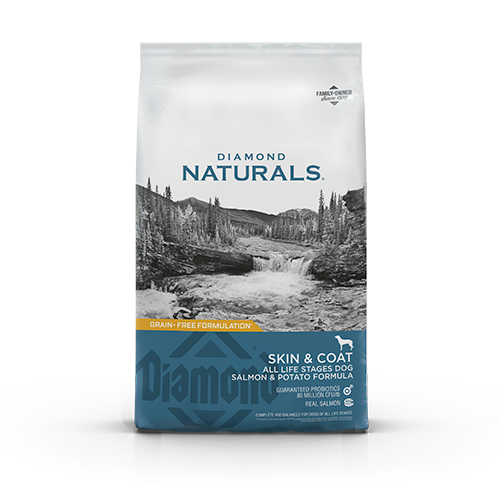 FAMILY-OWNED
since 1970
DIAMOND
NATURALS®
GRAIN-FREE FORMULATION*
SKIN & COAT
ALL LIFE STAGES DOG
SALMON & POTATO FORMULA
GUARANTEED PROBIOTICS
80 MILLION CFU/lb
REAL SALMON
COMPLETE AND BALANCED FOR DOGS OF ALL LIFE STAGES
Diamond